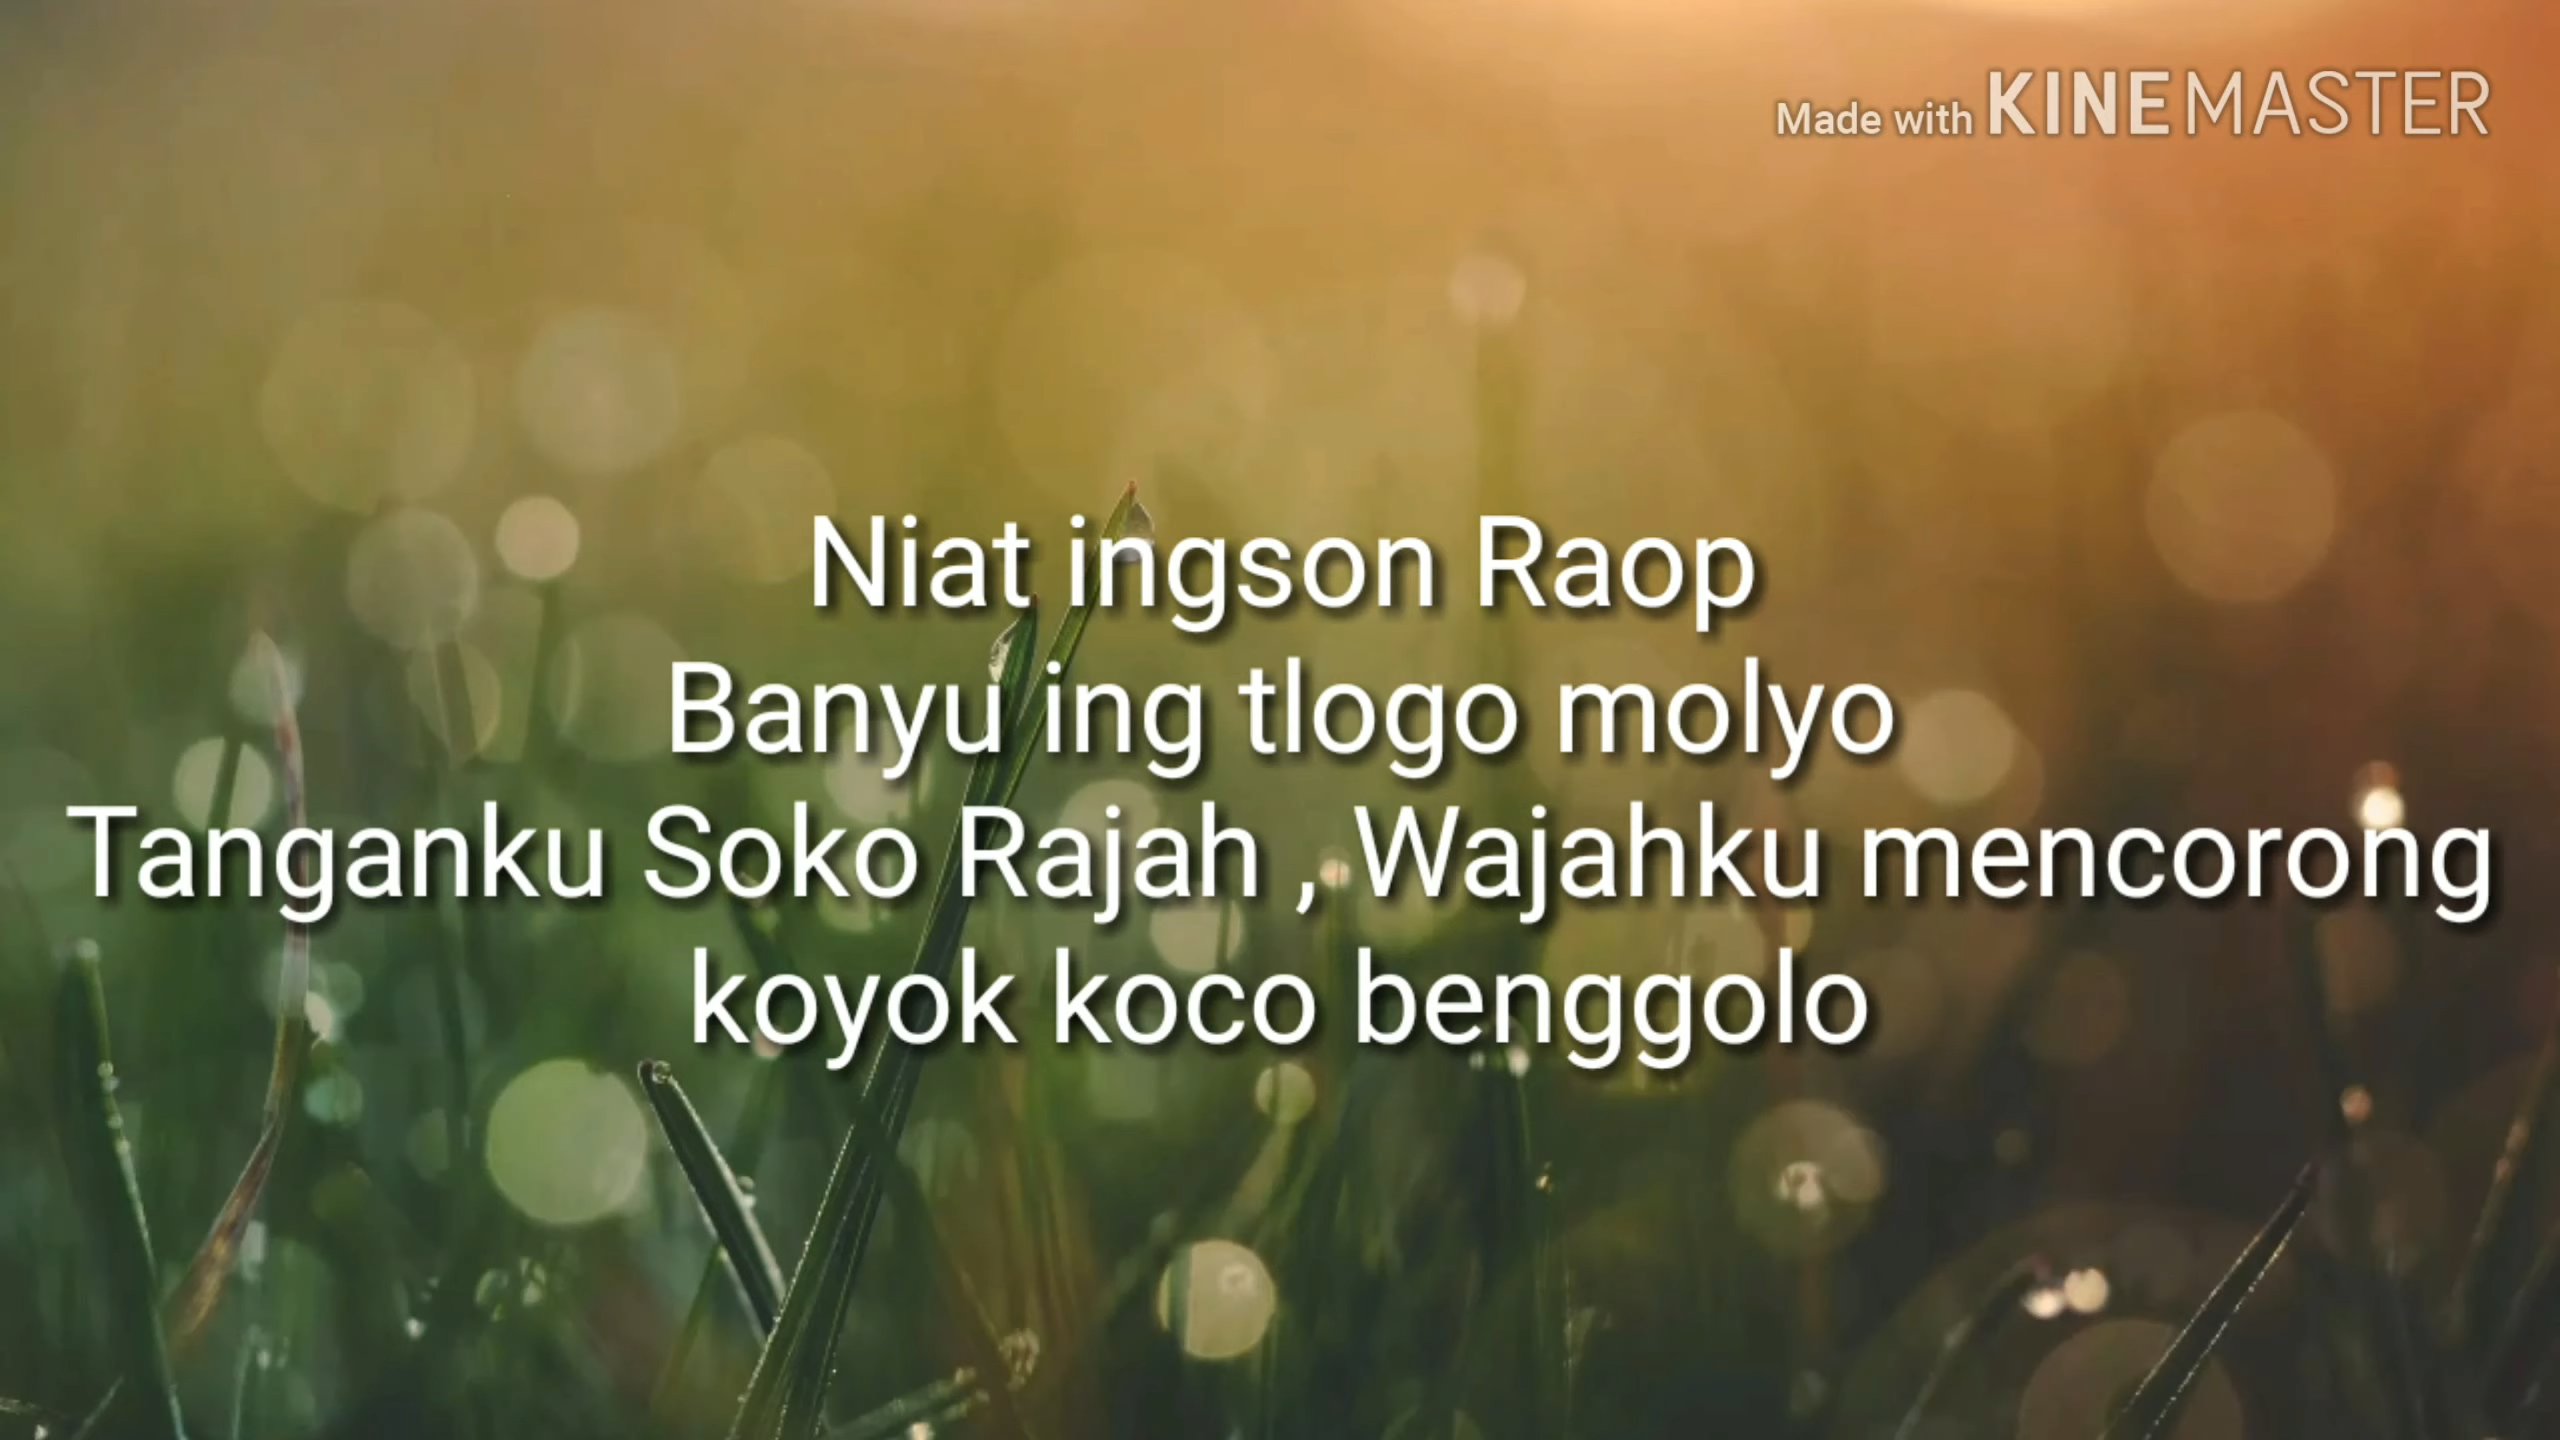 Made with KINEMASTER
Niat ingson Raop
Banyu ing tlogo molyo
Tanganku Soko Rajah , Wajahku mencorong
koyok koco benggolo